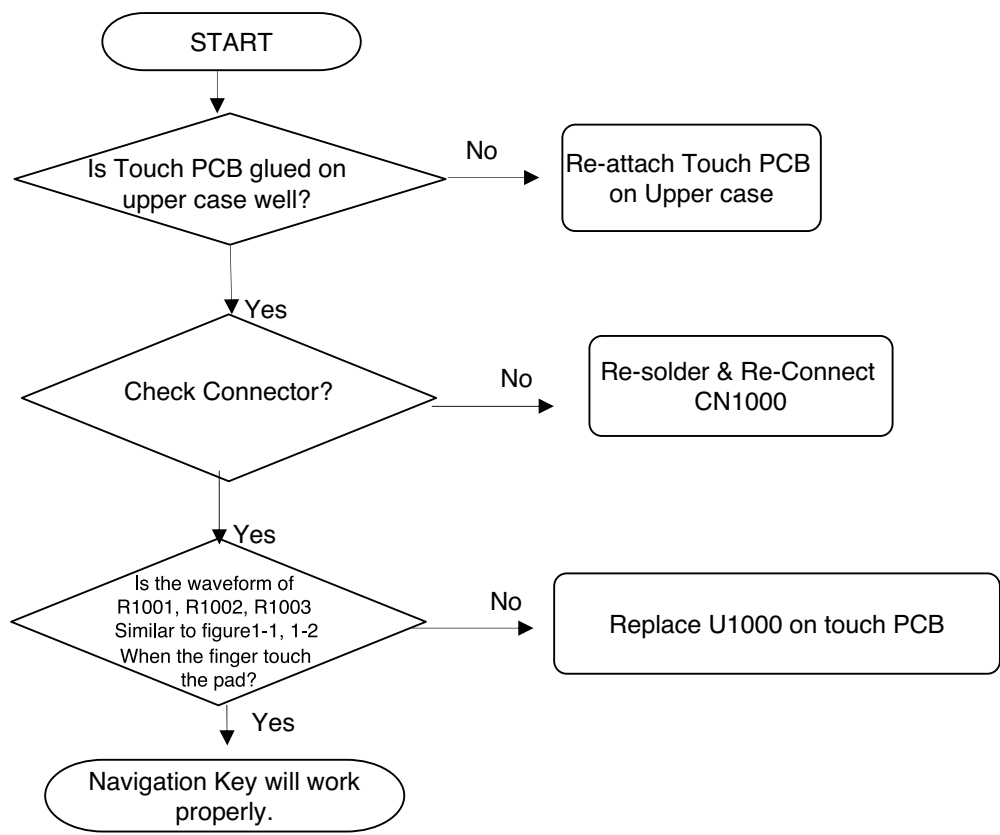 START
Is Touch PCB glued on
upper case well?
No
Re-attach Touch PCB
on Upper case
Yes
Check Connector?
No
Re-solder & Re-Connect
CN1000
Yes
Is the waveform of
R1001, R1002, R1003
Similar to figure1-1, 1-2
When the finger touch
the pad?
No
Replace U1000 on touch PCB
Yes
Navigation Key will work
properly.